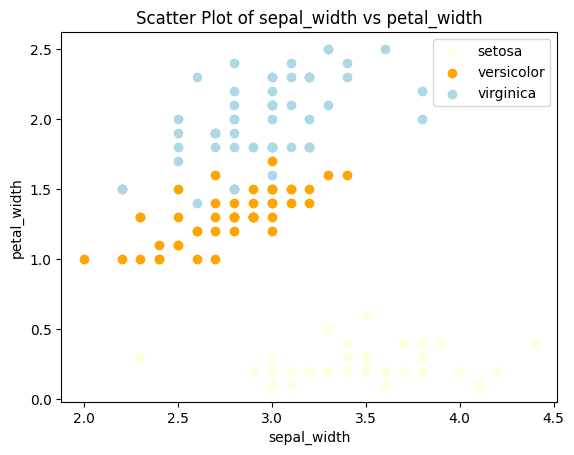 Scatter Plot of sepal_width vs petal_width
setosa
versicolor
virginica
petal_width
2.5
2.0
1.5
1.0
0.5
0.0
2.0
2.5
3.0
3.5
4.0
4.5
sepal_width